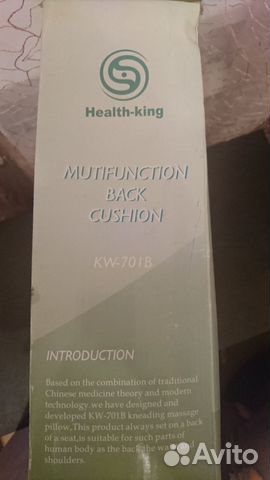 Health-king
MUTIFUNCTION
BACK
CUSHION
KW-701B
INTRODUCTION
Based on the combination of traditional
Chinese medicine theory and modern
technology we have designed and
developed KW-701B kneading massage
pillow,This product always set on a back
of a seat,is suitable for such parts of
human body as the back,the waist and
shoulders.
Avito